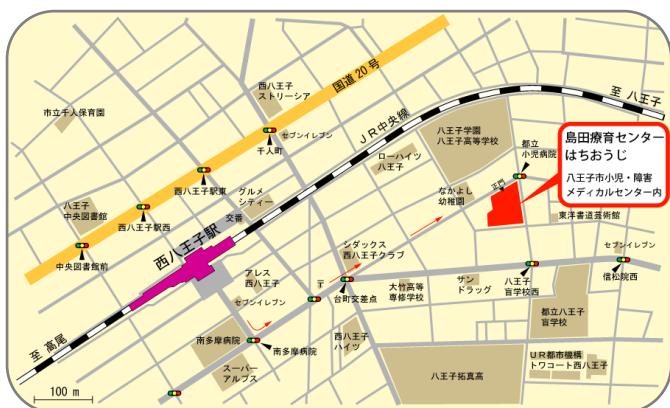 国道20号
西八王子
ストリーシア
市立千人保育園
セブンイレブン
千人町
JR中央線
至 八王子
八王子学園
八王子高等学校
都立
小児病院
島田療育センター
はちおうじ
八王子市小児・障害
メディカルセンター内
ローハイツ
八王子
なかよし
幼稚園
正門
東洋書道芸術館
西八王子駅東
グルメ
シティー
交番
八王子
中央図書館
西八王子駅西
中央図書館前
西八王子駅
シダックス
西八王子クラブ
アレス
西八王子
〒
セブンイレブン
台町交差点
大竹高等
専修学校
サン
ドラッグ
八王子
盲学校西
セブンイレブン
信松院西
都立八王子
盲学校
至 高尾
南多摩病院
南多摩病院
西八王子
ハイツ
スーパー
アルプス
八王子拓真高
UR都市機構
トワコート西八王子
100 m